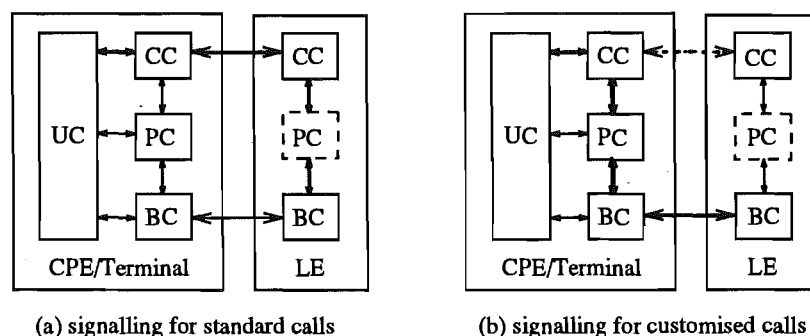 CC
CC
UC
PC
PC
BC
BC
CPE/Terminal
LE
(a) signalling for standard calls
CC
CC
UC
PC
PC
BC
BC
CPE/Terminal
LE
(b) signalling for customised calls